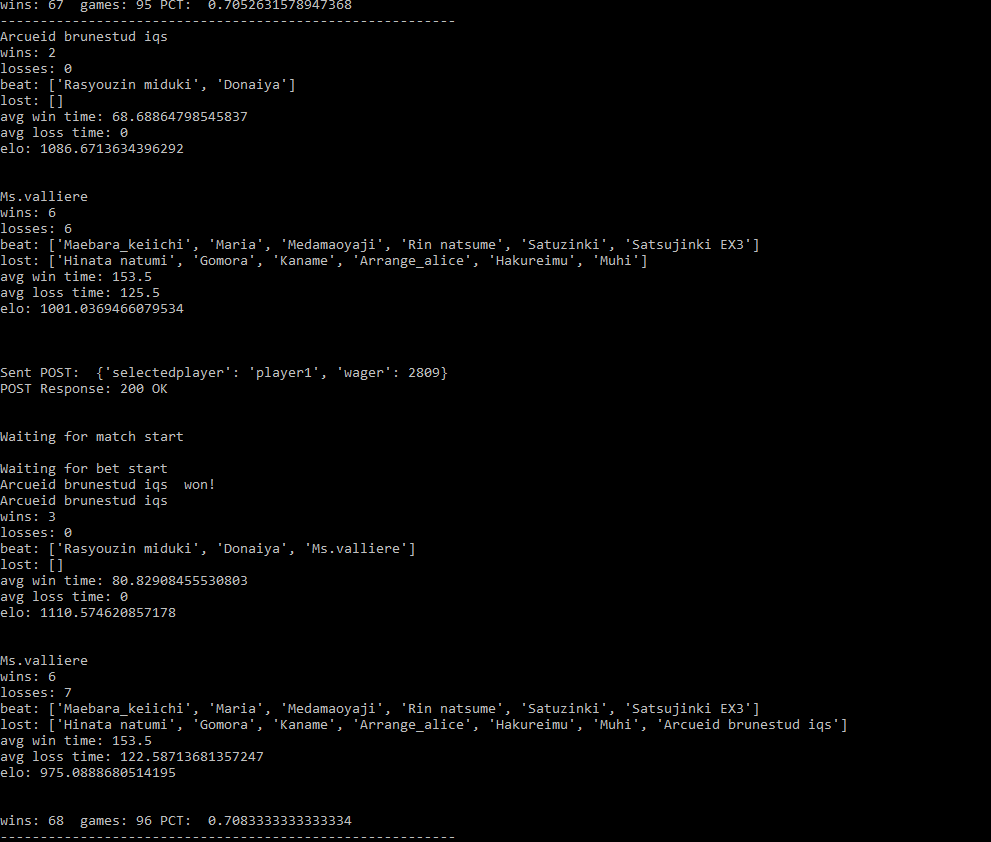 wins: 67  games: 95 PCT:  0.7052631578947368
---------------------------------------------------------
Arcueid brunestud iqs
wins: 2
losses: 0
beat: ['Rasyouzin miduki', 'Donaiya']
lost: []
avg win time: 68.68864798545837
avg loss time: 0
elo: 1086.6713634396292
Ms.valliere
wins: 6
losses: 6
beat: ['Maebara_keiichi', 'Maria', 'Medamaoyaji', 'Rin natsume', 'Satuzinki', 'Satsujinki EX3']
lost: ['Hinata natumi', 'Gomora', 'Kaname', 'Arrange_alice', 'Hakureimu', 'Muhi']
avg win time: 153.5
avg loss time: 125.5
elo: 1001.0369466079534
Sent POST:  {'selectedplayer': 'player1', 'wager': 2809}
POST Response: 200 OK
Waiting for match start
Waiting for bet start
Arcueid brunestud iqs  won!
Arcueid brunestud iqs
wins: 3
losses: 0
beat: ['Rasyouzin miduki', 'Donaiya', 'Ms.valliere']
lost: []
avg win time: 80.82908455530803
avg loss time: 0
elo: 1110.574620857178
Ms.valliere
wins: 6
losses: 7
beat: ['Maebara_keiichi', 'Maria', 'Medamaoyaji', 'Rin natsume', 'Satuzinki', 'Satsujinki EX3']
lost: ['Hinata natumi', 'Gomora', 'Kaname', 'Arrange_alice', 'Hakureimu', 'Muhi', 'Arcueid brunestud iqs']
avg win time: 153.5
avg loss time: 122.58713681357247
elo: 975.0888680514195
wins: 68  games: 96 PCT:  0.7083333333333334
---------------------------------------------------------